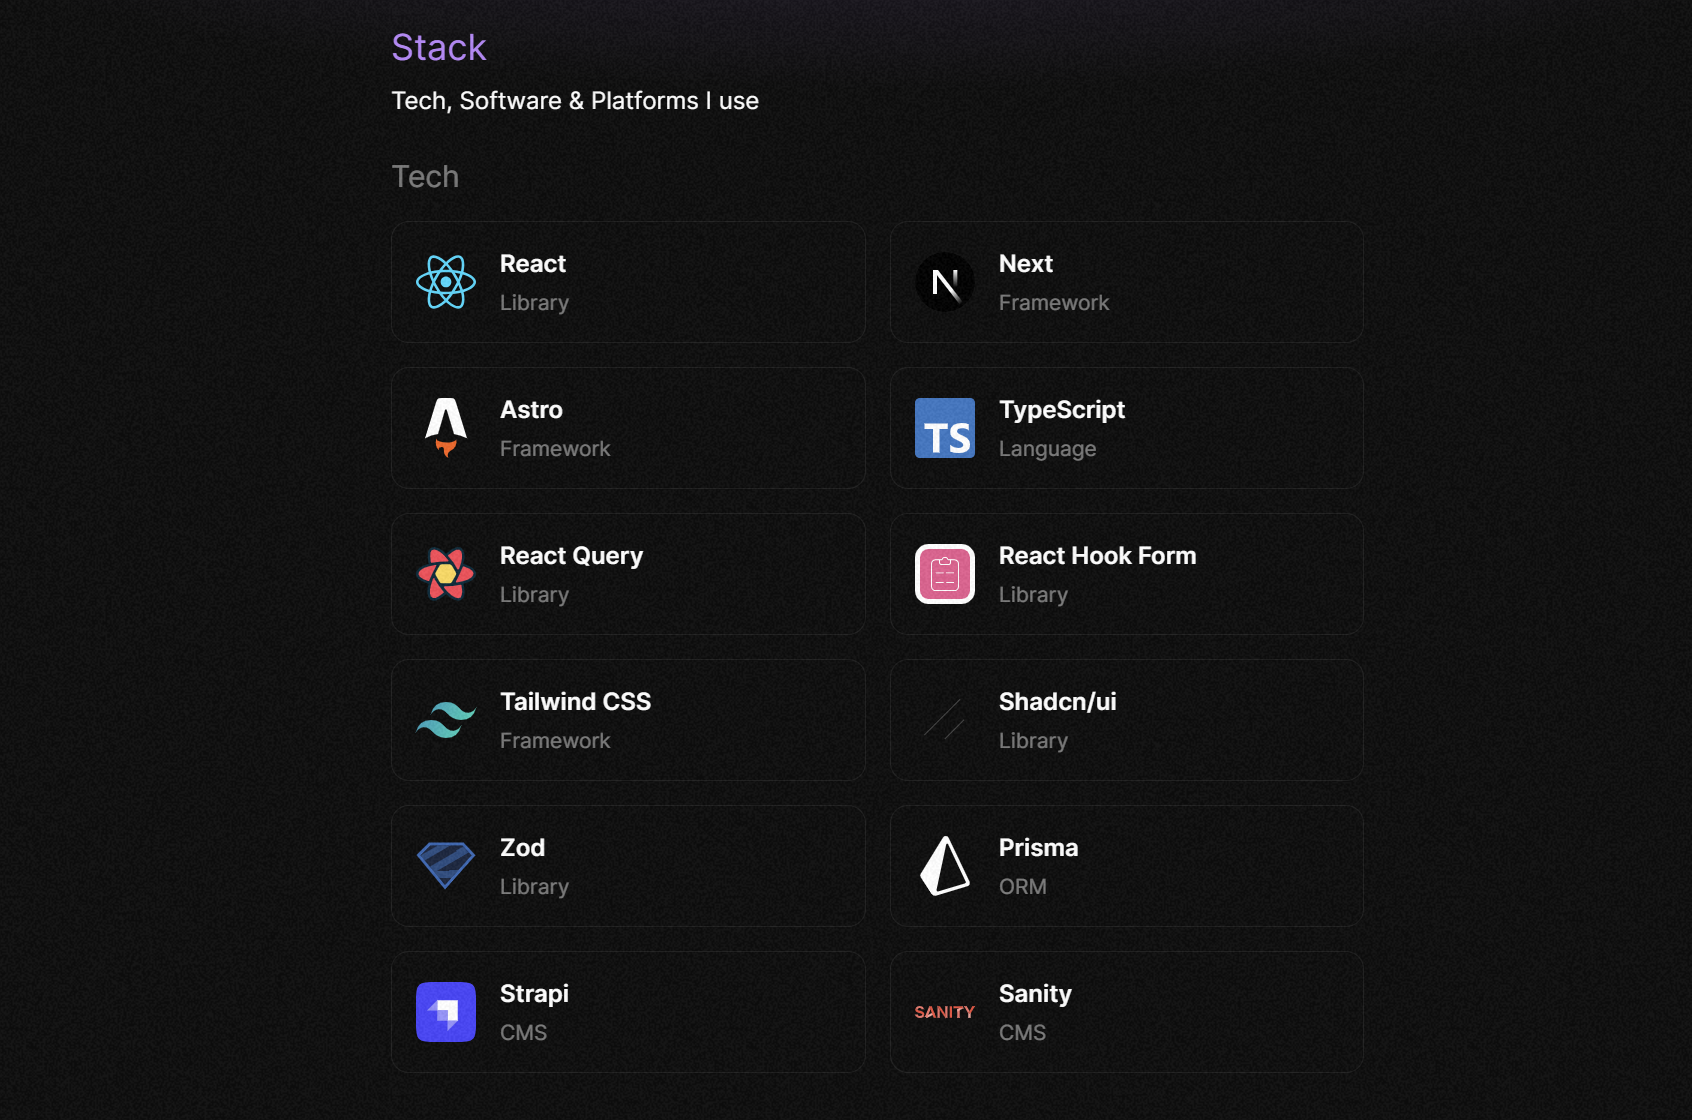 Stack
Tech, Software & Platforms I use
Tech
React
Library
Next
Framework
Astro
Framework
TS
TypeScript
Language
React Query
Library
React Hook Form
Library
Tailwind CSS
Framework
Shadcn/ui
Library
Zod
Library
Prisma
ORM
Strapi
CMS
SANITY
Sanity
CMS